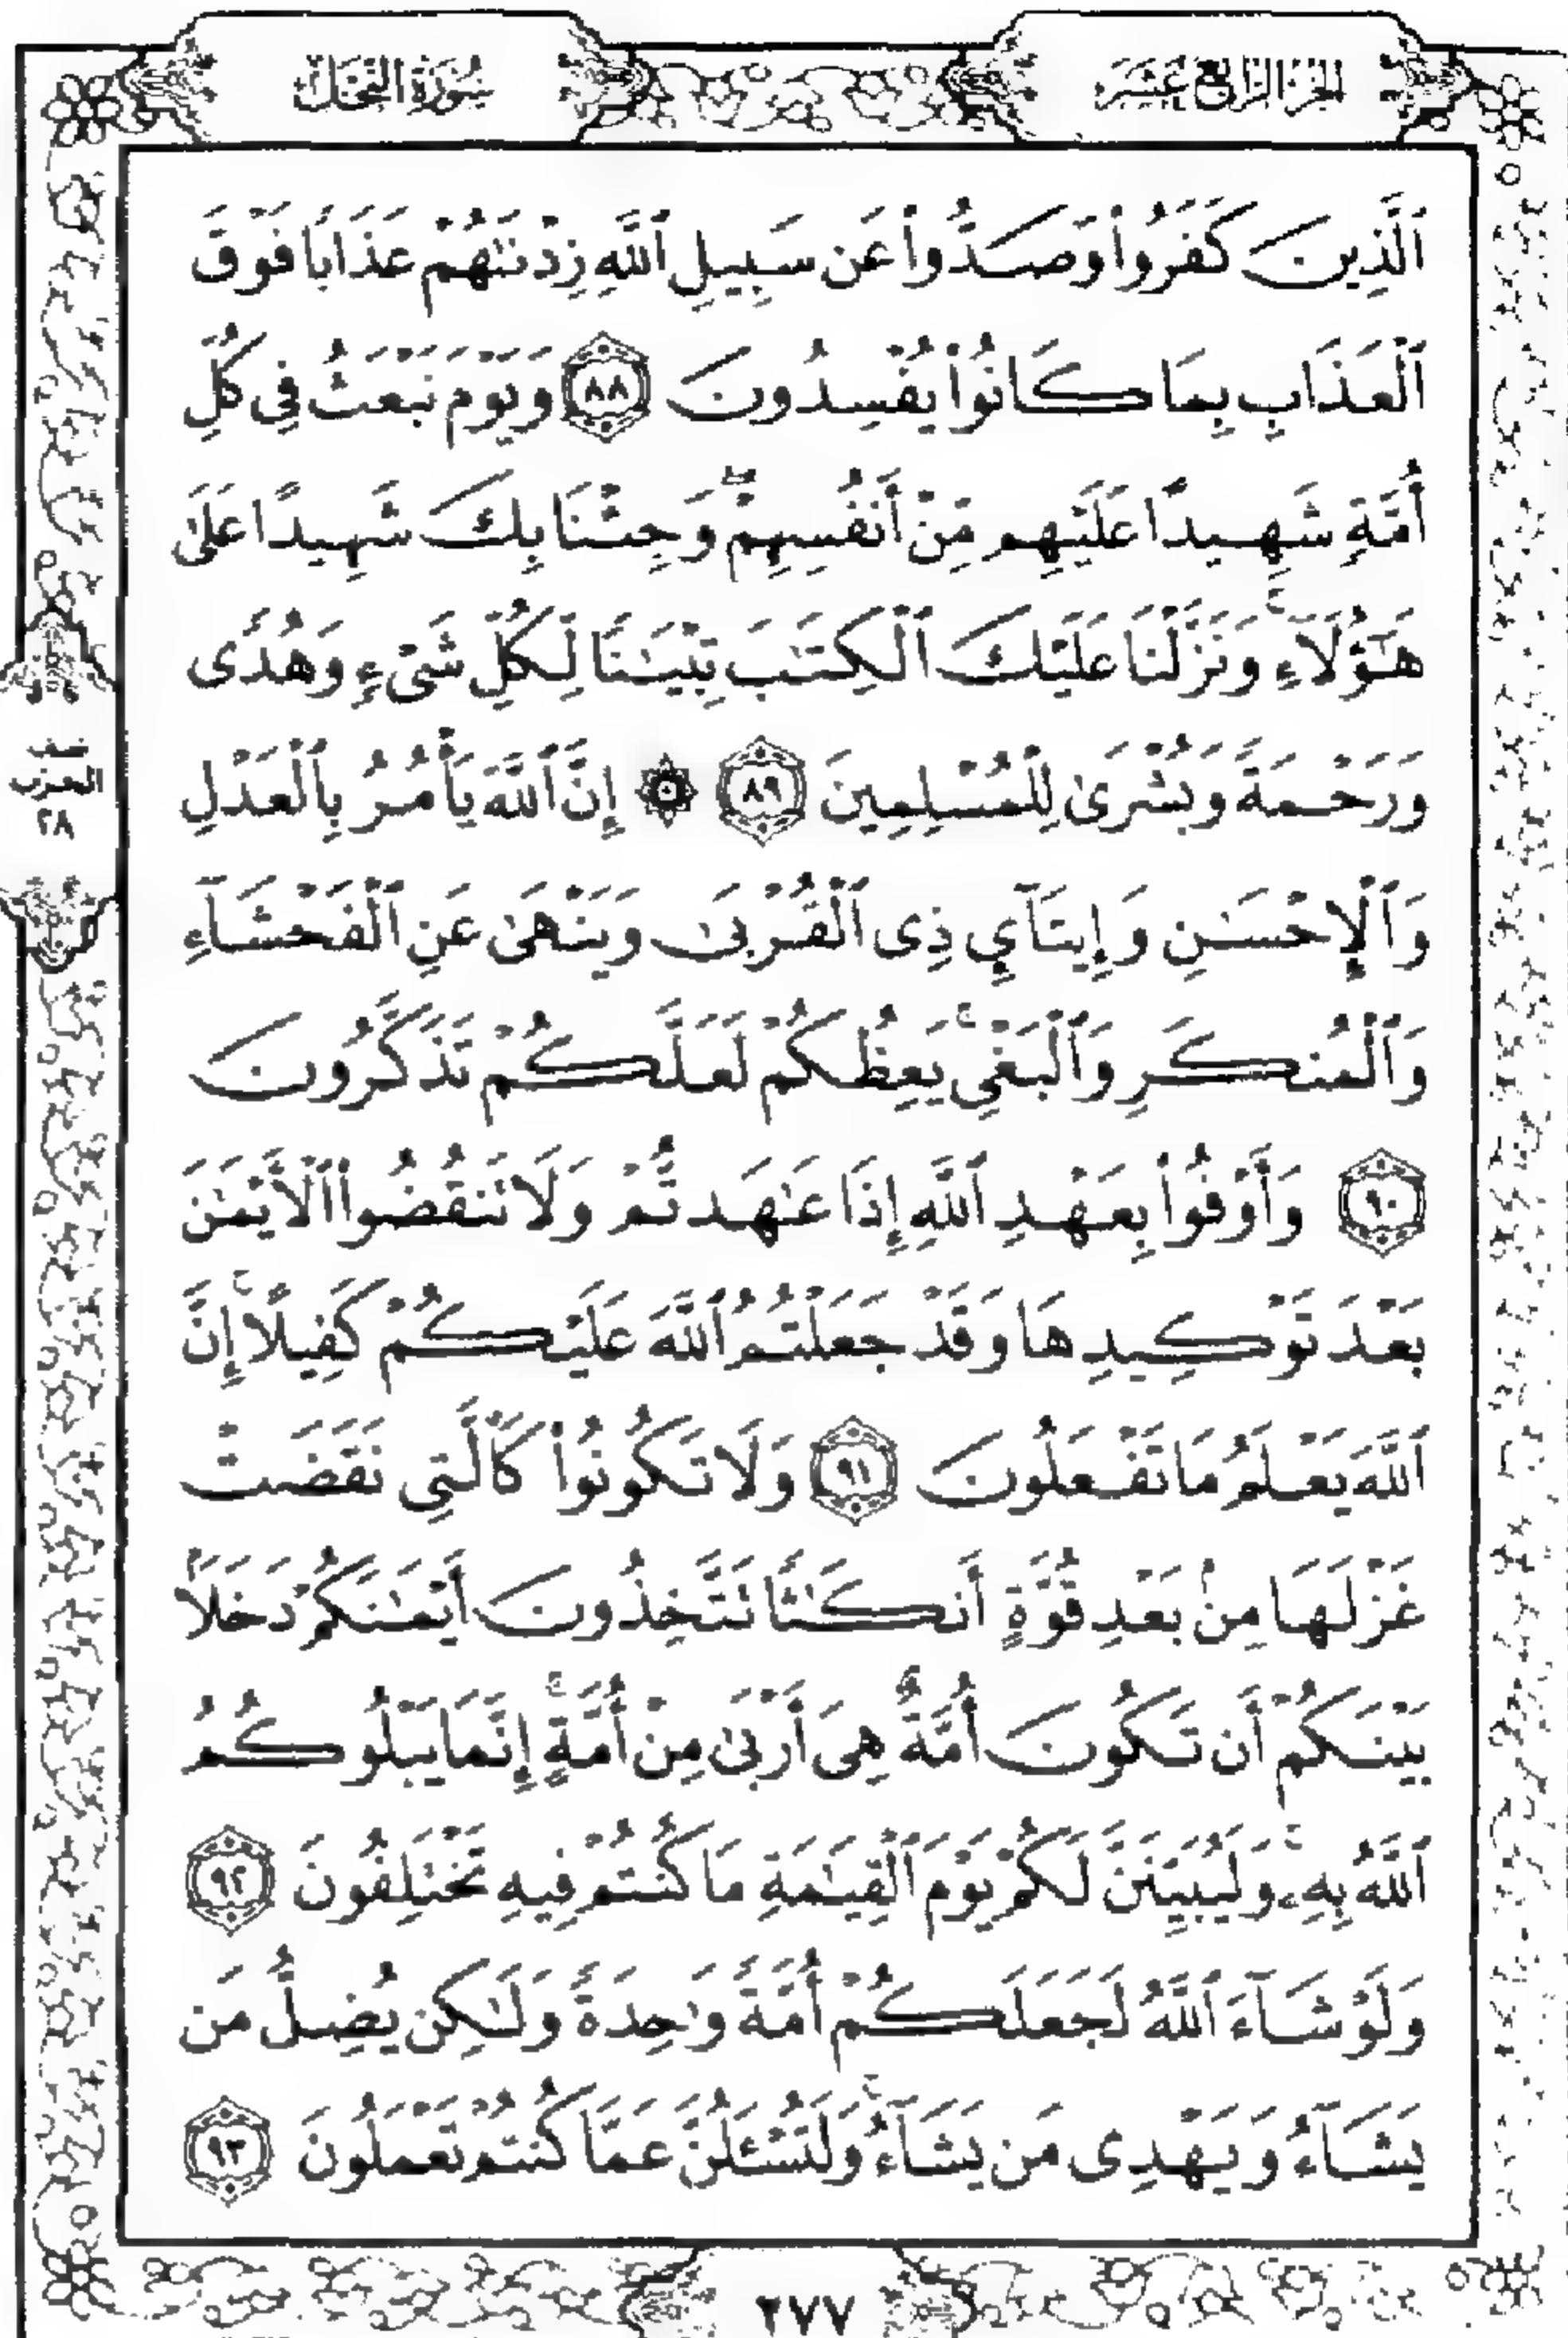 الجزء الرابع عشر
سورة النحل
ٱلَّذِينَ كَفَرُوا۟ وَصَدُّوا۟ عَن سَبِيلِ ٱللَّهِ زِدْنَٰهُمْ عَذَابًا فَوْقَ
ٱلْعَذَابِ بِمَا كَانُوا۟ يُفْسِدُونَ ٨٨ وَيَوْمَ نَبْعَثُ فِى كُلِّ
أُمَّةٍ شَهِيدًا عَلَيْهِم مِّنْ أَنفُسِهِمْ ۖ وَجِئْنَا بِكَ شَهِيدًا عَلَىٰ
هَٰٓؤُلَآءِ ۚ وَنَزَّلْنَا عَلَيْكَ ٱلْكِتَٰبَ تِبْيَٰنًا لِّكُلِّ شَىْءٍ وَهُدًى
وَرَحْمَةً وَبُشْرَىٰ لِلْمُسْلِمِينَ ٨٩ ۞ إِنَّ ٱللَّهَ يَأْمُرُ بِٱلْعَدْلِ
وَٱلْإِحْسَٰنِ وَإِيتَآئِ ذِى ٱلْقُرْبَىٰ وَيَنْهَىٰ عَنِ ٱلْفَحْشَآءِ
وَٱلْمُنكَرِ وَٱلْبَغْىِ ۚ يَعِظُكُمْ لَعَلَّكُمْ تَذَكَّرُونَ
٩٠ وَأَوْفُوا۟ بِعَهْدِ ٱللَّهِ إِذَا عَٰهَدتُّمْ وَلَا تَنقُضُوا۟ ٱلْأَيْمَٰنَ
بَعْدَ تَوْكِيدِهَا وَقَدْ جَعَلْتُمُ ٱللَّهَ عَلَيْكُمْ كَفِيلًا ۚ إِنَّ
ٱللَّهَ يَعْلَمُ مَا تَفْعَلُونَ ٩١ وَلَا تَكُونُوا۟ كَٱلَّتِى نَقَضَتْ
غَزْلَهَا مِنۢ بَعْدِ قُوَّةٍ أَنكَٰثًا تَتَّخِذُونَ أَيْمَٰنَكُمْ دَخَلًۢا
بَيْنَكُمْ أَن تَكُونَ أُمَّةٌ هِىَ أَرْبَىٰ مِنْ أُمَّةٍ ۚ إِنَّمَا يَبْلُوكُمُ
ٱللَّهُ بِهِۦ ۚ وَلَيُبَيِّنَنَّ لَكُمْ يَوْمَ ٱلْقِيَٰمَةِ مَا كُنتُمْ فِيهِ تَخْتَلِفُونَ ٩٢
وَلَوْ شَآءَ ٱللَّهُ لَجَعَلَكُمْ أُمَّةً وَٰحِدَةً وَلَٰكِن يُضِلُّ مَن
يَشَآءُ وَيَهْدِى مَن يَشَآءُ ۚ وَلَتُسْـَٔلُنَّ عَمَّا كُنتُمْ تَعْمَلُونَ ٩٣
نصف
الحزب
٢٨
٢٧٧